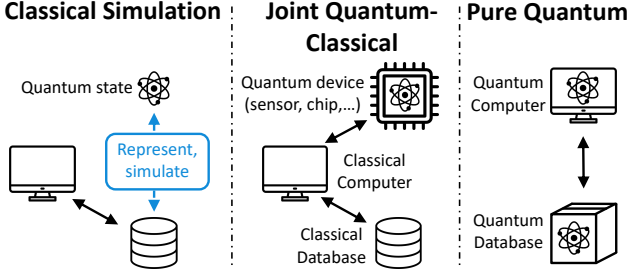 Classical Simulation
Quantum state
Represent,
simulate
Joint Quantum-
Classical
Quantum device
(sensor, chip,...)
Classical
Computer
Classical
Database
Pure Quantum
Quantum
Computer
Quantum
Database